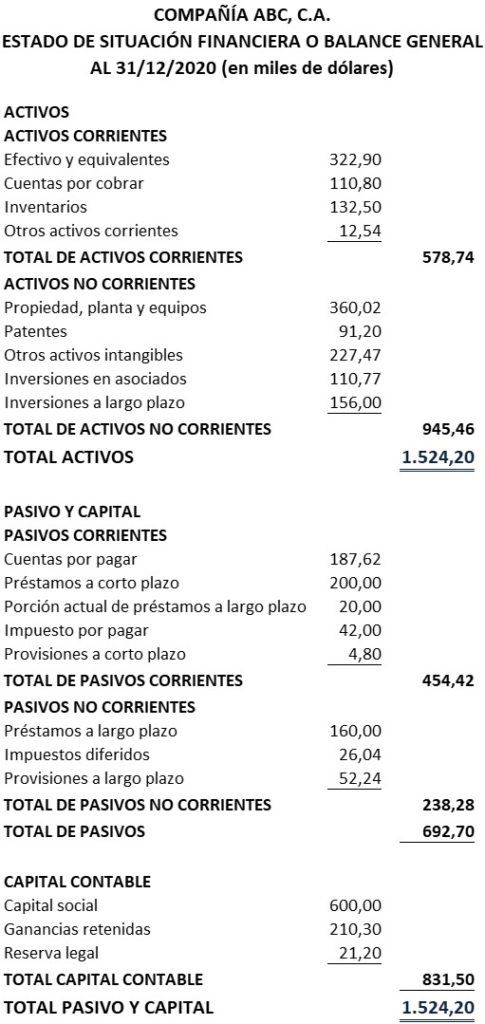 COMPAÑÍA ABC, C.A.
ESTADO DE SITUACIÓN FINANCIERA O BALANCE GENERAL
AL 31/12/2020 (en miles de dólares)
ACTIVOS
ACTIVOS CORRIENTES
Efectivo y equivalentes 322,90
Cuentas por cobrar 110,80
Inventarios 132,50
Otros activos corrientes 12,54
TOTAL DE ACTIVOS CORRIENTES 578,74
ACTIVOS NO CORRIENTES
Propiedad, planta y equipos 360,02
Patentes 91,20
Otros activos intangibles 227,47
Inversiones en asociados 110,77
Inversiones a largo plazo 156,00
TOTAL DE ACTIVOS NO CORRIENTES 945,46
TOTAL ACTIVOS 1.524,20
PASIVO Y CAPITAL
PASIVOS CORRIENTES
Cuentas por pagar 187,62
Préstamos a corto plazo 200,00
Porción actual de préstamos a largo plazo 20,00
Impuesto por pagar 42,00
Provisiones a corto plazo 4,80
TOTAL DE PASIVOS CORRIENTES 454,42
PASIVOS NO CORRIENTES
Préstamos a largo plazo 160,00
Impuestos diferidos 26,04
Provisiones a largo plazo 52,24
TOTAL DE PASIVOS NO CORRIENTES 238,28
TOTAL DE PASIVOS 692,70
CAPITAL CONTABLE
Capital social 600,00
Ganancias retenidas 210,30
Reserva legal 21,20
TOTAL CAPITAL CONTABLE 831,50
TOTAL PASIVO Y CAPITAL 1.524,20